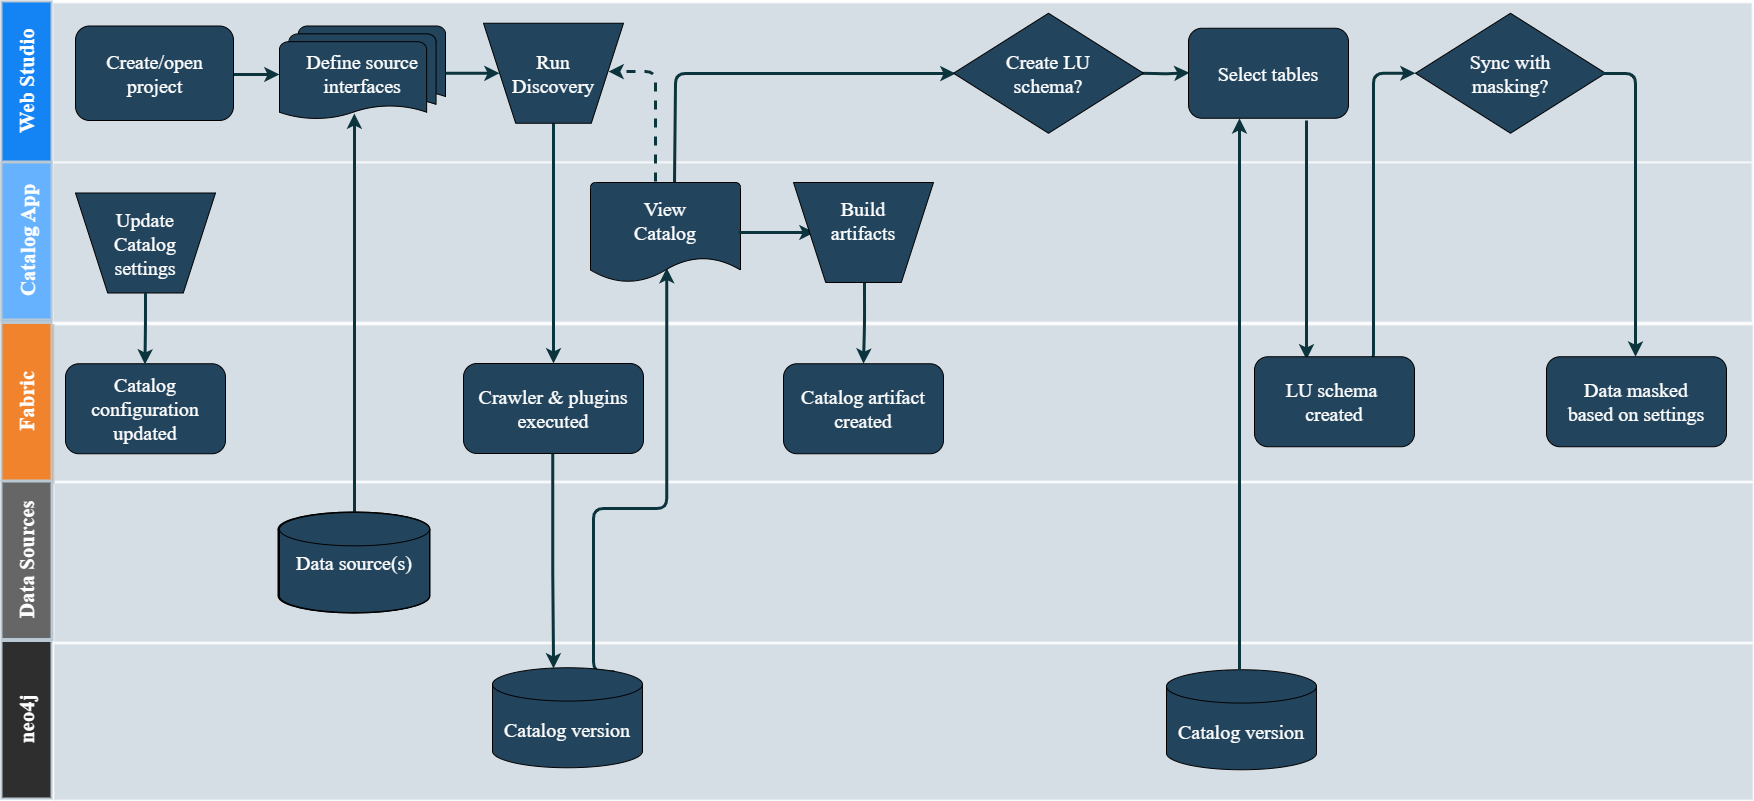 Web Studio
Create/open
project
Define source
interfaces
Run
Discovery
Create LU
schema?
Select tables
Sync with
masking?
Catalog App
Update
Catalog
settings
View
Catalog
Build
artifacts
Fabric
Catalog
configuration
updated
Crawler & plugins
executed
Catalog artifact
created
LU schema
created
Data masked
based on settings
Data Sources
Data source(s)
neo4j
Catalog version
Catalog version